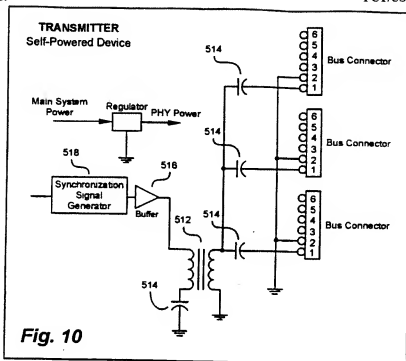 TRANSMITTER
Self-Powered Device
Main System
Power
Regulator
PHY Power
518
Synchronization
Signal
Generator
516
Buffer
512
514
514
514
514
6
5
4
3
2
1
Bus Connector
6
5
4
3
2
1
Bus Connector
6
5
4
3
2
1
Bus Connector
Fig. 10